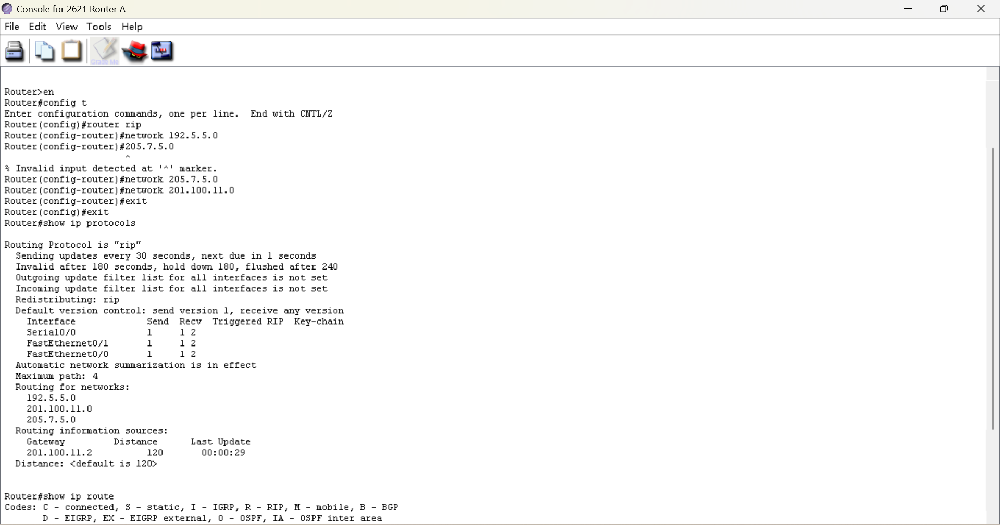 Console for 2621 Router A
File Edit View Tools Help
Grade Me
Router>en
Router#config t
Enter configuration commands, one per line.  End with CNTL/Z
Router(config)#router rip
Router(config-router)#network 192.5.5.0
Router(config-router)#205.7.5.0
^
% Invalid input detected at '^' marker.
Router(config-router)#network 205.7.5.0
Router(config-router)#network 201.100.11.0
Router(config-router)#exit
Router(config)#exit
Router#show ip protocols
Routing Protocol is "rip"
Sending updates every 30 seconds, next due in 1 seconds
Invalid after 180 seconds, hold down 180, flushed after 240
Outgoing update filter list for all interfaces is not set
Incoming update filter list for all interfaces is not set
Redistributing: rip
Default version control: send version 1, receive any version
Interface             Send  Recv  Triggered RIP  Key-chain
Serial0/0             1     1 2
FastEthernet0/1       1     1 2
FastEthernet0/0       1     1 2
Automatic network summarization is in effect
Maximum path: 4
Routing for networks:
192.5.5.0
201.100.11.0
205.7.5.0
Routing information sources:
Gateway         Distance      Last Update
201.100.11.2          120       00:00:29
Distance: <default is 120>
Router#show ip route
Codes: C - connected, S - static, I - IGRP, R - RIP, M - mobile, B - BGP
D - EIGRP, EX - EIGRP external, O - OSPF, IA - OSPF inter area